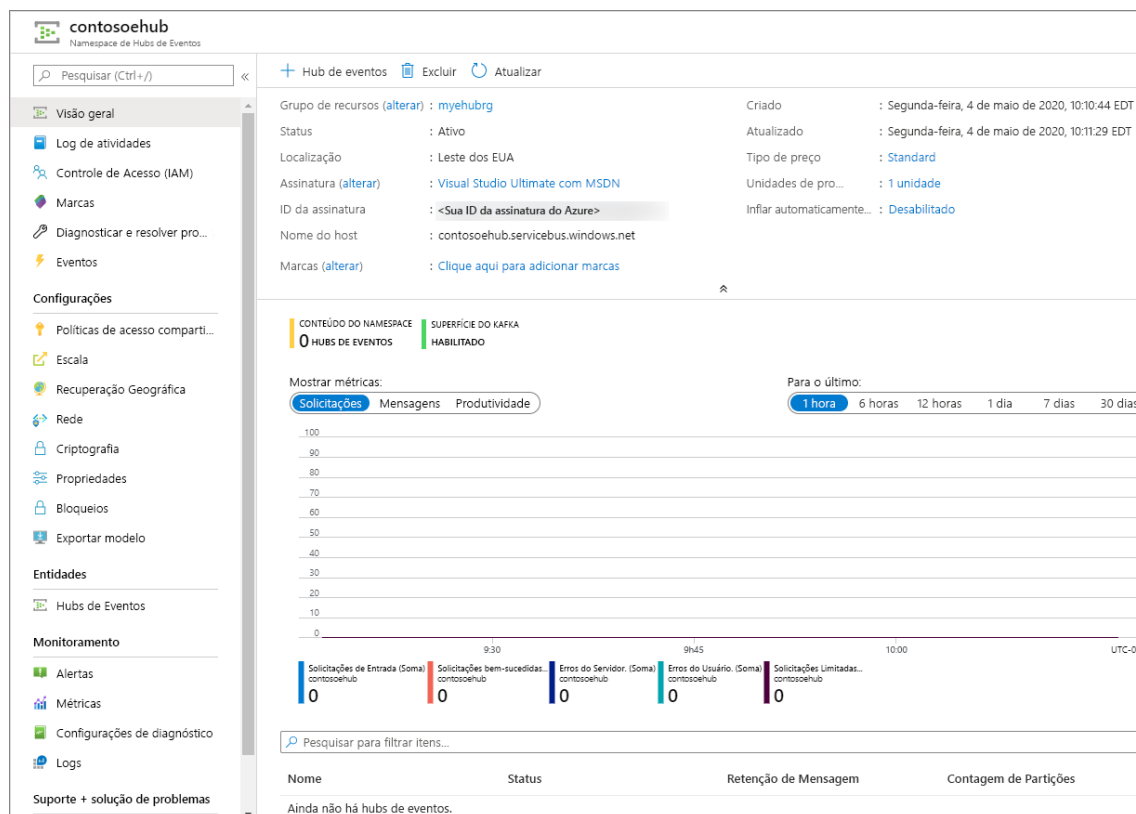 contosoehub
Namespace de Hubs de Eventos
Pesquisar (Ctrl+/)
«
Visão geral
Log de atividades
Controle de Acesso (IAM)
Marcas
Diagnosticar e resolver pro...
Eventos
Configurações
Políticas de acesso comparti...
Escala
Recuperação Geográfica
Rede
Criptografia
Propriedades
Bloqueios
Exportar modelo
Entidades
Hubs de Eventos
Monitoramento
Alertas
Métricas
Configurações de diagnóstico
Logs
Suporte + solução de problemas
Hub de eventos Excluir Atualizar
Grupo de recursos (alterar) : myehubrg
Status : Ativo
Localização : Leste dos EUA
Assinatura (alterar) : Visual Studio Ultimate com MSDN
ID da assinatura : <Sua ID da assinatura do Azure>
Nome do host : contosoehub.servicebus.windows.net
Marcas (alterar) : Clique aqui para adicionar marcas
Criado : Segunda-feira, 4 de maio de 2020, 10:10:44 EDT
Atualizado : Segunda-feira, 4 de maio de 2020, 10:11:29 EDT
Tipo de preço : Standard
Unidades de pro... : 1 unidade
Inflar automaticamente... : Desabilitado
CONTEÚDO DO NAMESPACE
0 HUBS DE EVENTOS
SUPERFÍCIE DO KAFKA
HABILITADO
Mostrar métricas:
Solicitações Mensagens Produtividade
Para o último:
1 hora 6 horas 12 horas 1 dia 7 dias 30 dias
100
90
80
70
60
50
40
30
20
10
0
9:30 9h45 10:00 UTC-0
Solicitações de Entrada (Soma)
contosoehub
0
Solicitações bem-sucedidas...
contosoehub
0
Erros do Servidor. (Soma)
contosoehub
0
Erros do Usuário. (Soma)
contosoehub
0
Solicitações Limitadas...
contosoehub
0
Pesquisar para filtrar itens...
Nome Status Retenção de Mensagem Contagem de Partições
Ainda não há hubs de eventos.